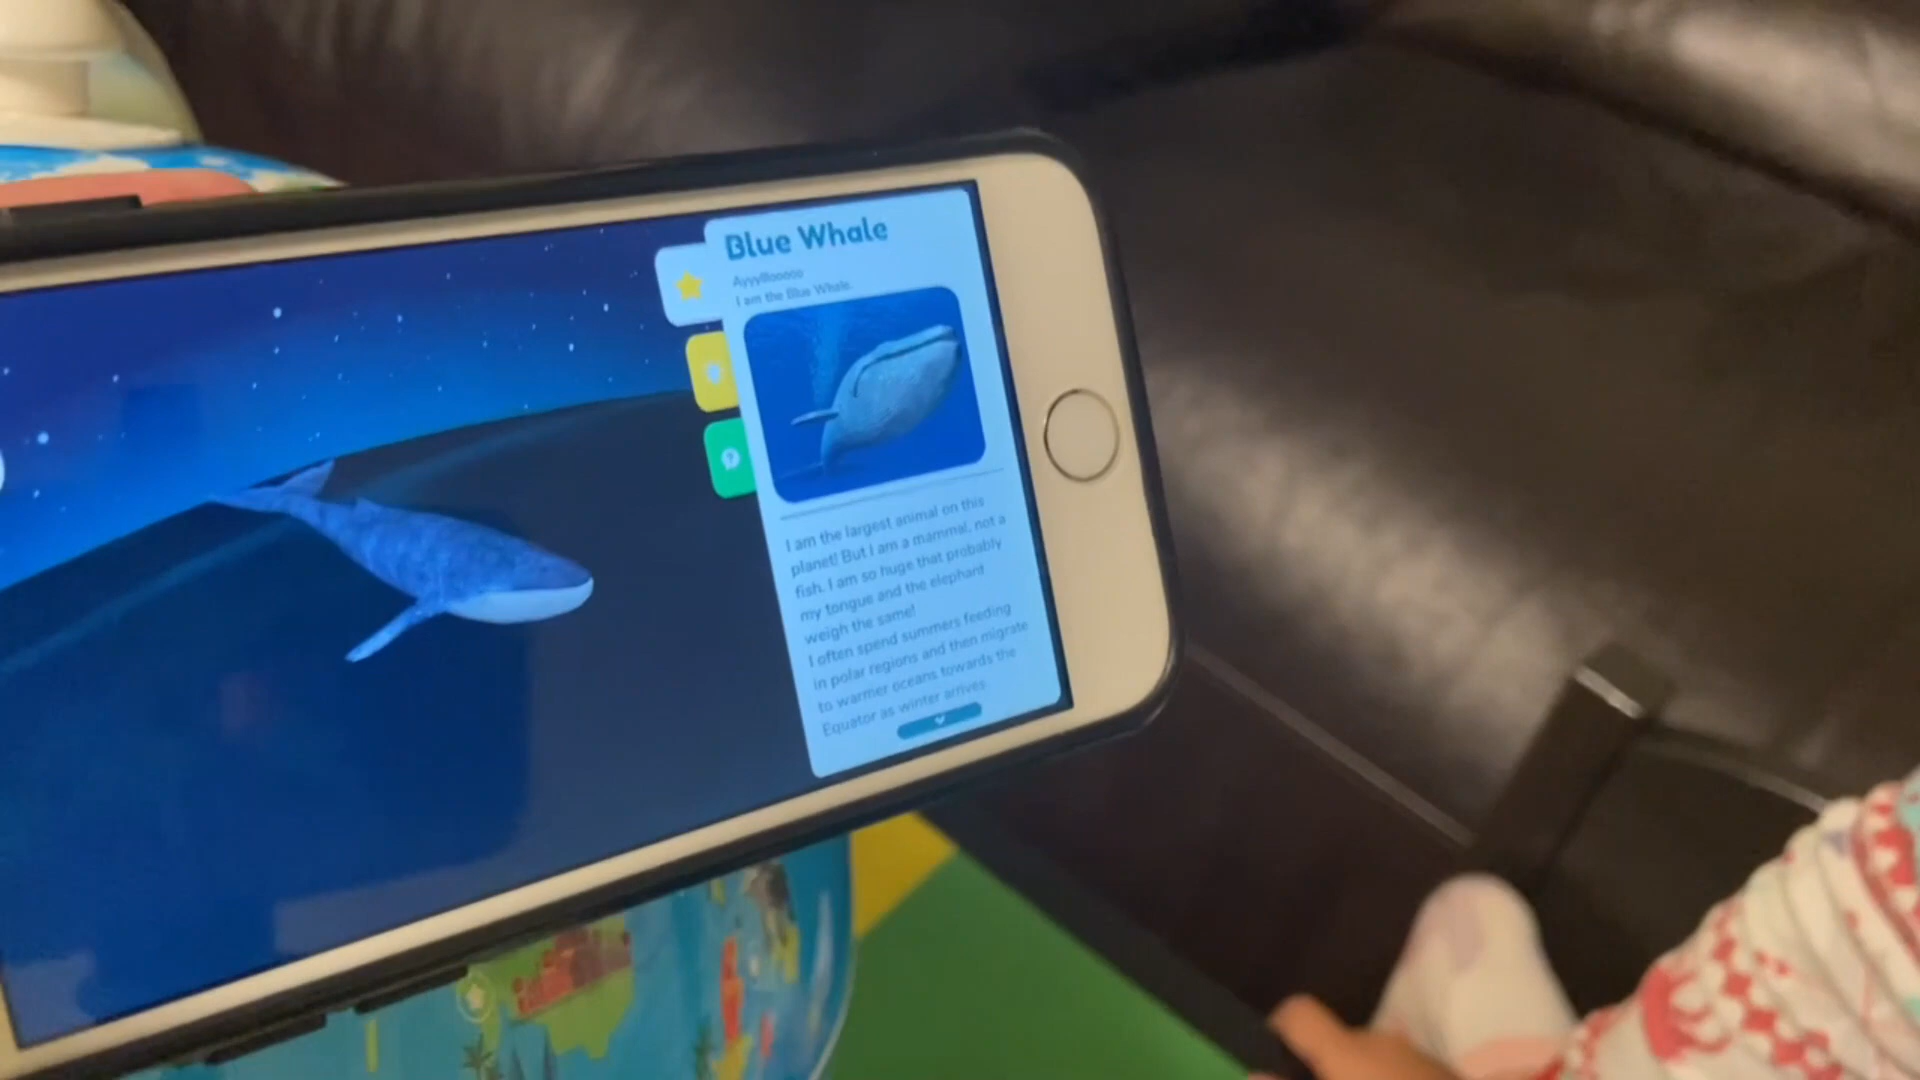 Blue Whale
Ayyylloooo
I am the Blue Whale.
I am the largest animal on this
planet! But I am a mammal, not a
fish. I am so huge that probably
my tongue and the elephant
weigh the same!
I often spend summers feeding
in polar regions and then migrate
to warmer oceans towards the
Equator as winter arrives